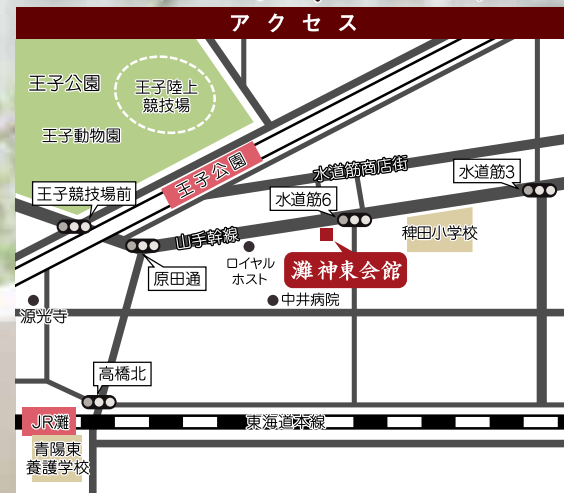 アクセス
王子公園
王子陸上
競技場
王子動物園
王子公園
水道筋商店街
水道筋3
王子競技場前
水道筋6
山手幹線
稗田小学校
原田通
ロイヤル
ホスト
灘神東会館
中井病院
源光寺
高橋北
JR灘
東海道本線
青陽東
養護学校